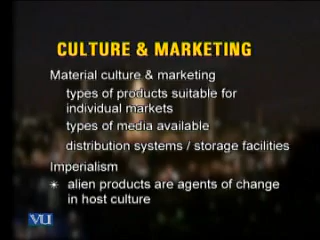 CULTURE & MARKETING
Material culture & marketing
types of products suitable for
individual markets
types of media available
distribution systems / storage facilities
Imperialism
✶ alien products are agents of change
in host culture
VU